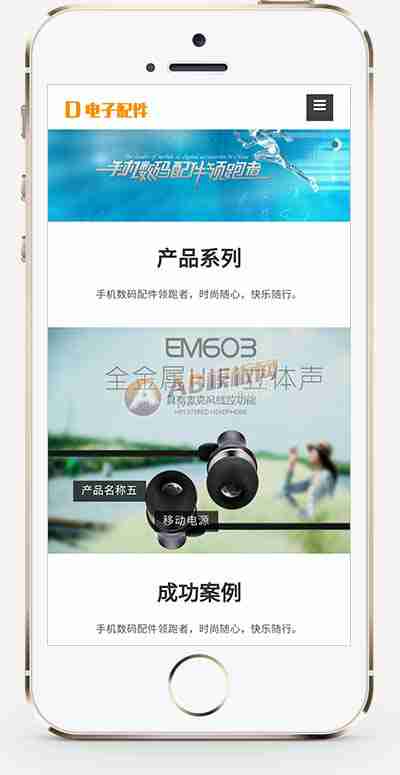 电子配件
手机数码配件领跑者
产品系列
手机数码配件领跑者，时尚随心，快乐随行。
EM603
全金属HIFI立体声
具有麦克风线控功能
HIFI STEREO HEADPHONE
产品名称五
移动电源
成功案例
手机数码配件领跑者，时尚随心，快乐随行。